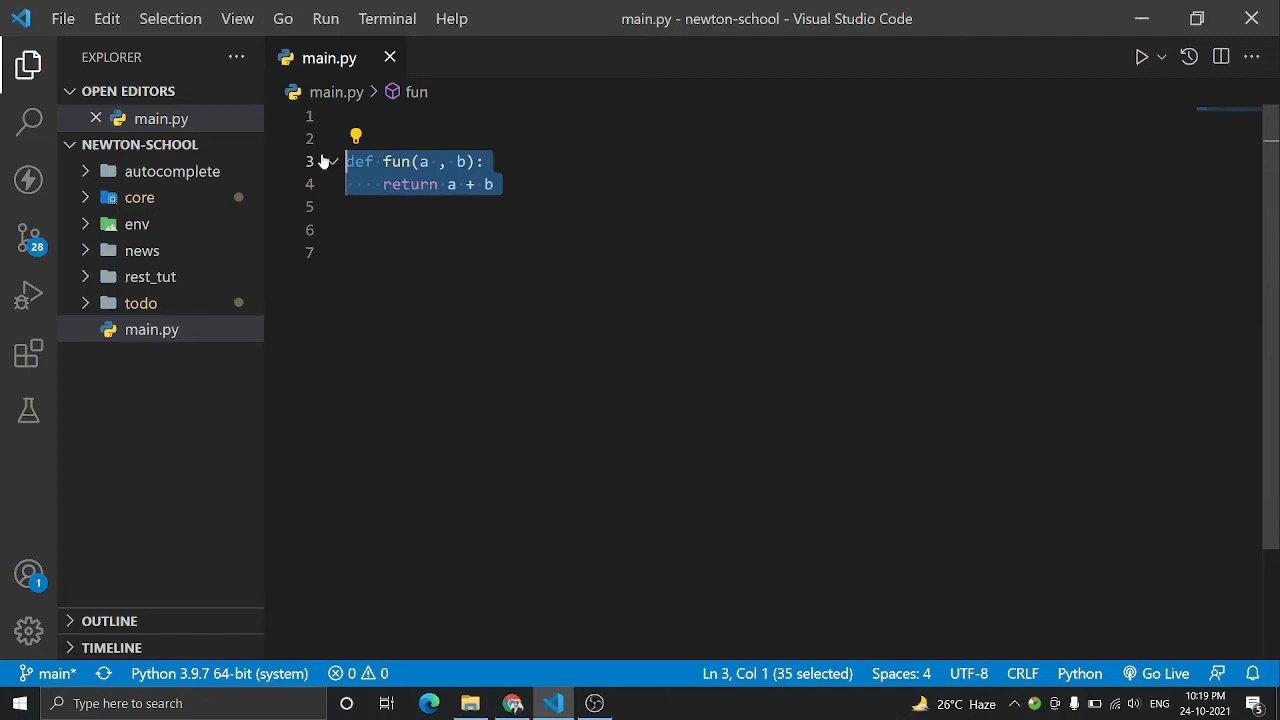 File Edit Selection View Go Run Terminal Help main.py - newton-school - Visual Studio Code
EXPLORER
main.py
OPEN EDITORS
main.py > fun
main.py
NEWTON-SCHOOL
autocomplete
core
env
news
rest_tut
todo
main.py
1
2
3 def fun(a , b):
4 ····return a + b
5
6
7
28
1
OUTLINE
TIMELINE
main* Python 3.9.7 64-bit (system) 0 0 Ln 3, Col 1 (35 selected) Spaces: 4 UTF-8 CRLF Python Go Live
Type here to search 26°C Haze ENG 10:19 PM
24-10-2021 3